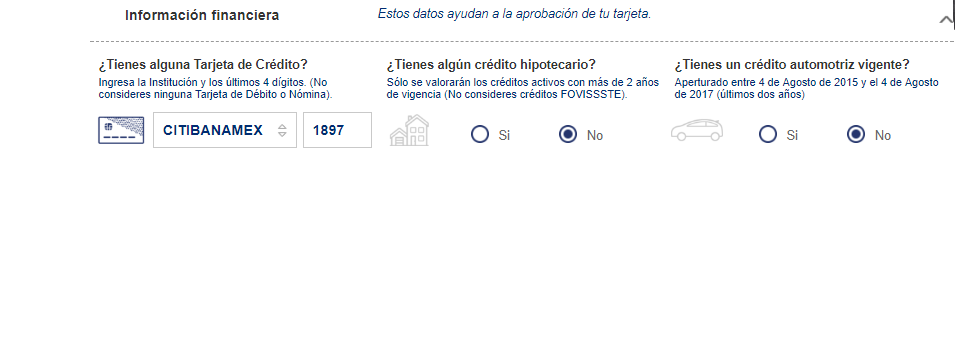 Información financiera
Estos datos ayudan a la aprobación de tu tarjeta.
¿Tienes alguna Tarjeta de Crédito?
Ingresa la Institución y los últimos 4 dígitos. (No
consideres ninguna Tarjeta de Débito o Nómina).
CITIBANAMEX
1897
¿Tienes algún crédito hipotecario?
Sólo se valorarán los créditos activos con más de 2 años
de vigencia (No consideres créditos FOVISSSTE).
Si
No
¿Tienes un crédito automotriz vigente?
Aperturado entre 4 de Agosto de 2015 y el 4 de Agosto
de 2017 (últimos dos años)
Si
No